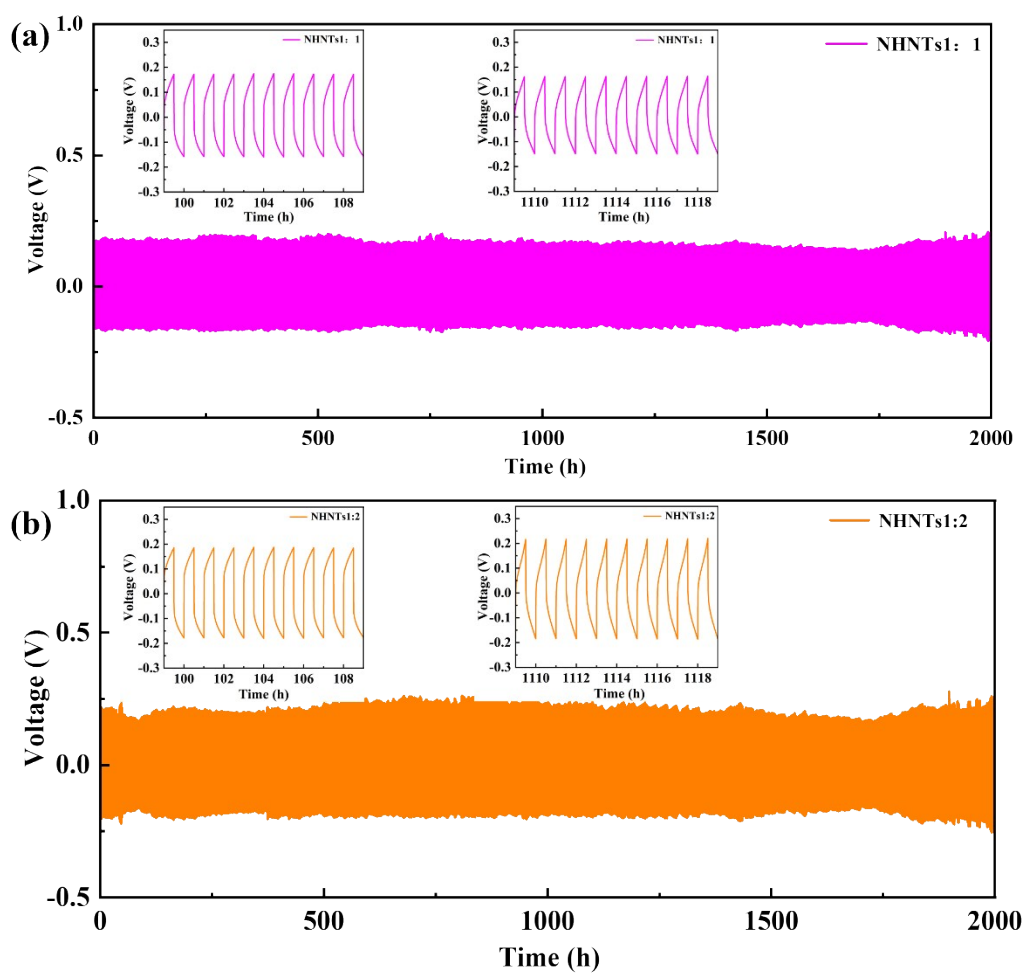 (a)
NHNTs1：1
Voltage (V)
1.0
0.5
0.0
-0.5
0 500 1000 1500 2000
Time (h)
NHNTs1：1
Voltage (V)
0.3
0.2
0.1
0.0
-0.1
-0.2
-0.3
100 102 104 106 108
Time (h)
NHNTs1：1
Voltage (V)
0.3
0.2
0.1
0.0
-0.1
-0.2
-0.3
1110 1112 1114 1116 1118
Time (h)
(b)
NHNTs1:2
Voltage (V)
1.0
0.5
0.0
-0.5
0 500 1000 1500 2000
Time (h)
NHNTs1:2
Voltage (V)
0.3
0.2
0.1
0.0
-0.1
-0.2
-0.3
100 102 104 106 108
Time (h)
NHNTs1:2
Voltage (V)
0.3
0.2
0.1
0.0
-0.1
-0.2
-0.3
1110 1112 1114 1116 1118
Time (h)